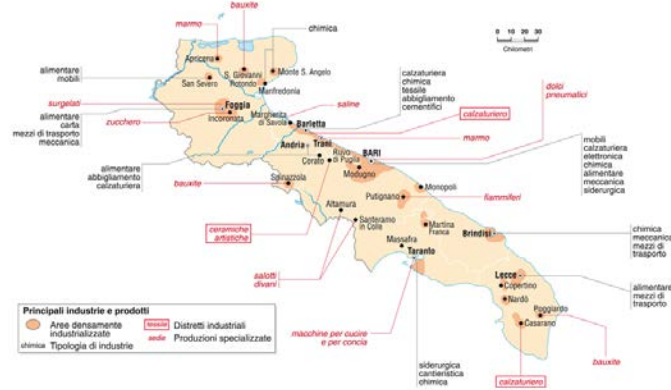 marmo
bauxite
chimica
0 10 20 30
Chilometri
Apricena
S. Giovanni
Rotondo
Monte S. Angelo
San Severo
Manfredonia
alimentare
mobili
surgelati
zucchero
alimentare
carta
mezzi di trasporto
meccanica
Foggia
Incoronata
Margherita
di Savoia
saline
Barletta
calzaturiera
chimica
tessile
abbigliamento
cementifici
calzaturiero
dolci
pneumatici
marmo
Andria
Trani
Corato
Ruvo
di Puglia
BARI
Modugno
mobili
calzaturiera
elettronica
chimica
alimentare
meccanica
siderurgica
alimentare
abbigliamento
calzaturiera
bauxite
Spinazzola
Putignano
Monopoli
fiammiferi
ceramiche
artistiche
Altamura
Santeramo
in Colle
Martina
Franca
Massafra
Taranto
Brindisi
chimica
meccanica
mezzi di
trasporto
salotti
divani
Lecce
Copertino
Nardò
Poggiardo
Casarano
alimentare
mezzi di
trasporto
macchine per cucire
e per concia
siderurgica
cantieristica
chimica
calzaturiero
bauxite
Principali industrie e prodotti
Aree densamente
industrializzate
chimica Tipologia di industrie
tessile Distretti industriali
sedie Produzioni specializzate